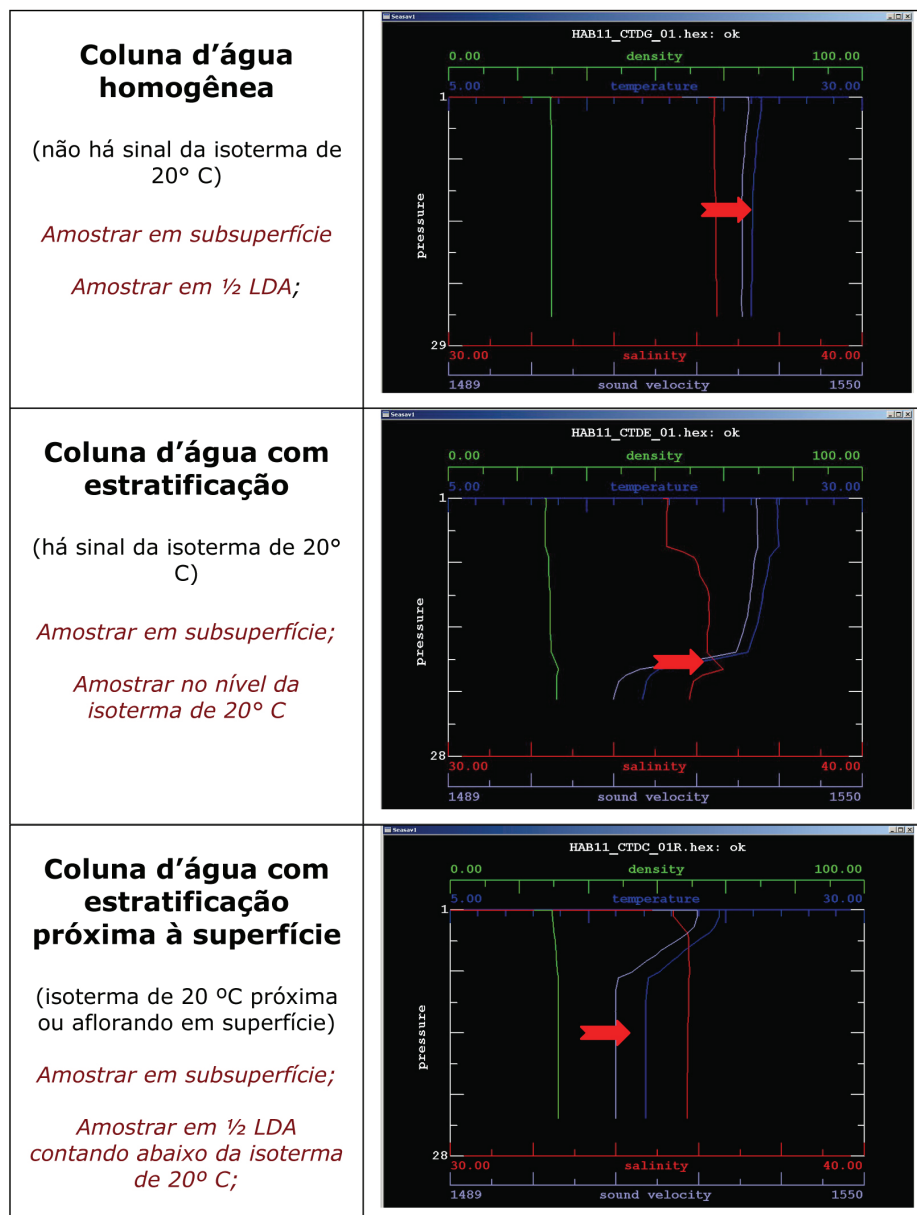 Coluna d'água
homogênea
(não há sinal da isoterma de
20° C)
Amostrar em subsuperfície
Amostrar em ½ LDA;
Seasav1
HAB11_CTDG_01.hex: ok
0.00 100.00
density
5.00 temperature 30.00
1
pressure
29
30.00 salinity 40.00
1489 sound velocity 1550
Coluna d'água com
estratificação
(há sinal da isoterma de 20°
C)
Amostrar em subsuperfície;
Amostrar no nível da
isoterma de 20° C
Seasav1
HAB11_CTDE_01.hex: ok
0.00 100.00
density
5.00 temperature 30.00
1
pressure
28
30.00 salinity 40.00
1489 sound velocity 1550
Coluna d'água com
estratificação
próxima à superfície
(isoterma de 20 ºC próxima
ou aflorando em superfície)
Amostrar em subsuperfície;
Amostrar em ½ LDA
contando abaixo da isoterma
de 20º C;
Seasav1
HAB11_CTDC_01R.hex: ok
0.00 100.00
density
5.00 temperature 30.00
1
pressure
28
30.00 salinity 40.00
1489 sound velocity 1550